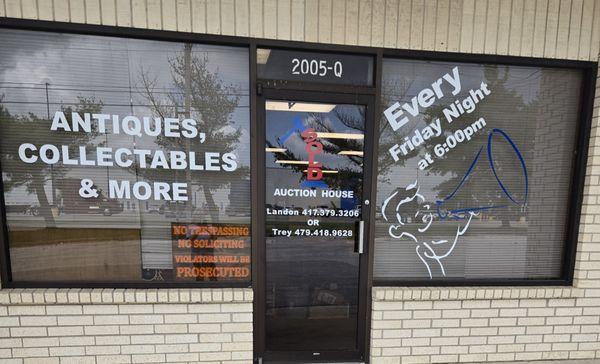 2005-Q
ANTIQUES,
COLLECTABLES
& MORE
NO TRESPASSING
NO SOLICITING
VIOLATORS WILL BE
PROSECUTED
SOLD
AUCTION HOUSE
Landon 417.379.3206
OR
Trey 479.418.9628
Every
Friday Night
at 6:00pm